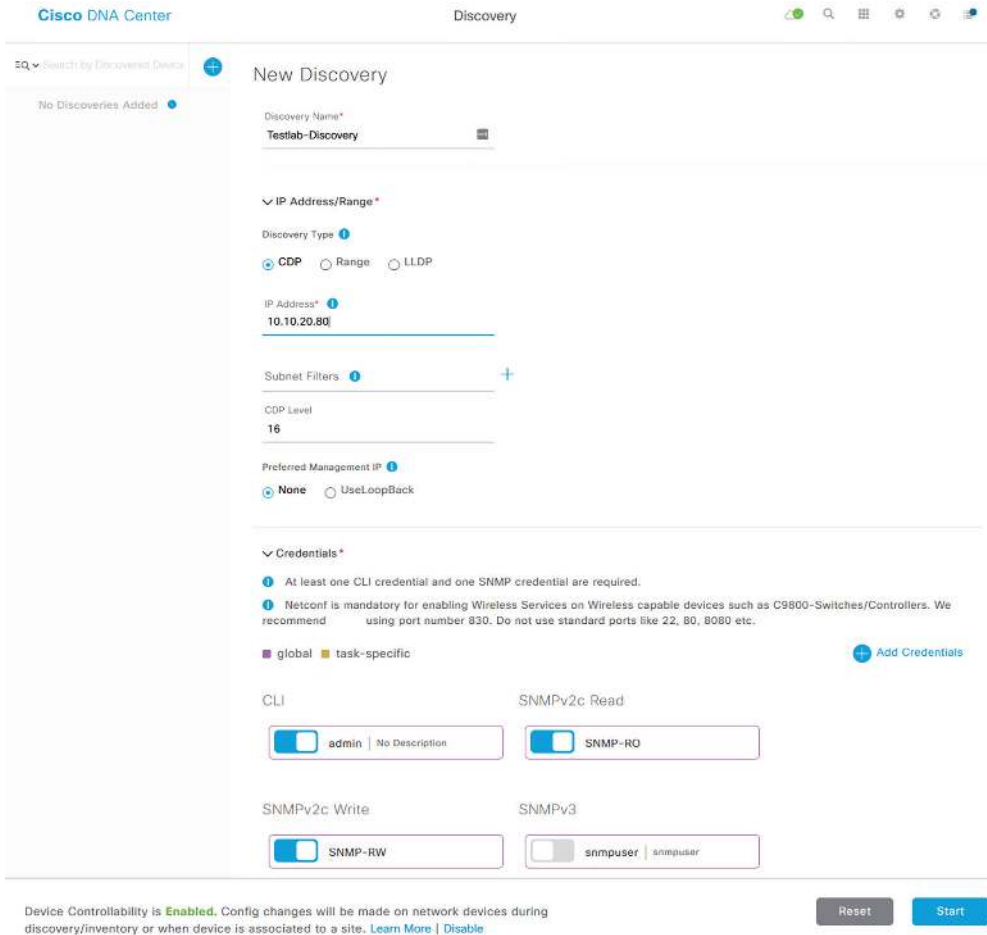 Cisco DNA Center
Discovery
Search by Discovered Device
No Discoveries Added
New Discovery
Discovery Name*
Testlab-Discovery
IP Address/Range*
Discovery Type
CDP
Range
LLDP
IP Address*
10.10.20.80
Subnet Filters
CDP Level
16
Preferred Management IP
None
UseLoopBack
Credentials*
At least one CLI credential and one SNMP credential are required.
Netconf is mandatory for enabling Wireless Services on Wireless capable devices such as C9800-Switches/Controllers. We
recommend using port number 830. Do not use standard ports like 22, 80, 8080 etc.
global task-specific
Add Credentials
CLI
SNMPv2c Read
admin | No Description
SNMP-RO
SNMPv2c Write
SNMPv3
SNMP-RW
snmpuser | snmpuser
Device Controllability is Enabled. Config changes will be made on network devices during
discovery/inventory or when device is associated to a site. Learn More | Disable
Reset
Start